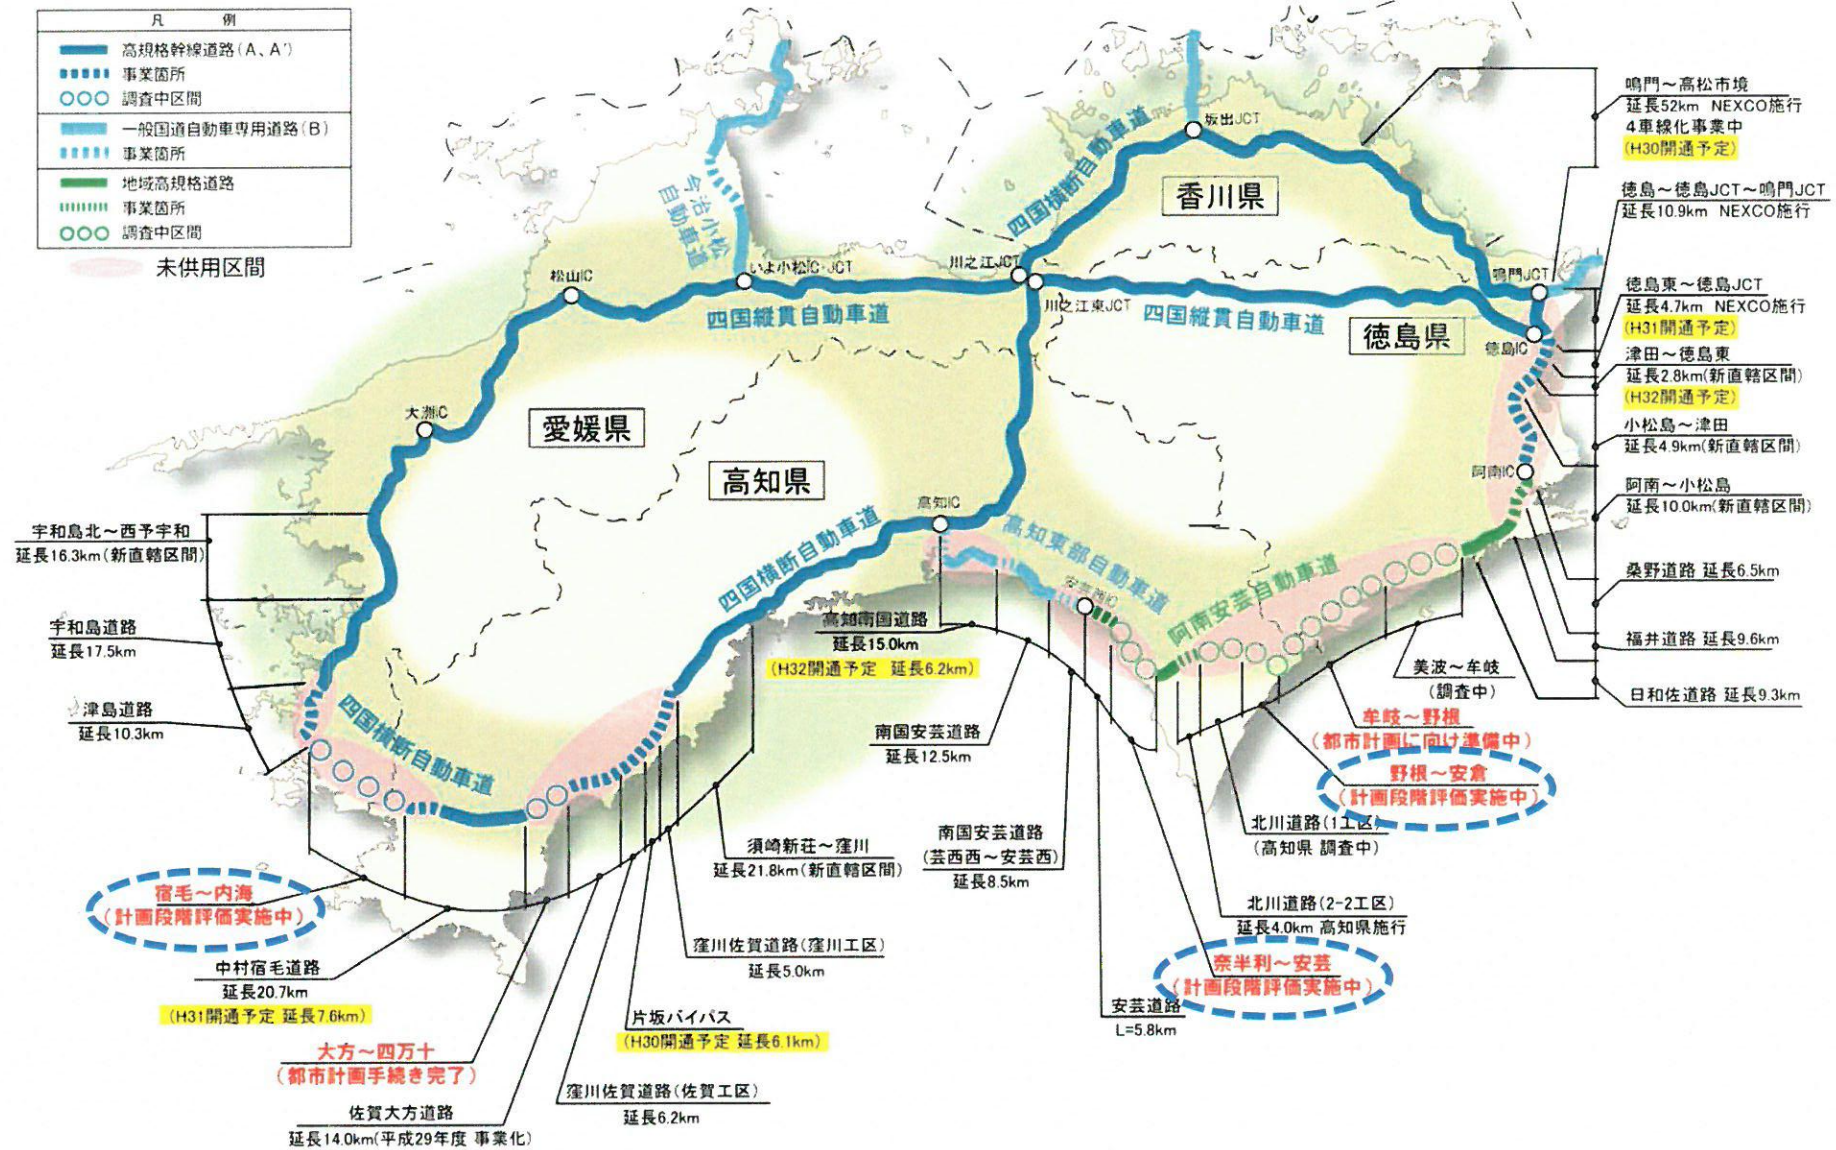 凡 例
高規格幹線道路(A、A')
事業箇所
調査中区間
一般国道自動車専用道路(B)
事業箇所
地域高規格道路
事業箇所
調査中区間
未供用区間
今治小松
自動車道
四国横断自動車道
坂出JCT
香川県
鳴門～高松市境
延長52km NEXCO施行
4車線化事業中
(H30開通予定)
徳島～徳島JCT～鳴門JCT
延長10.9km NEXCO施行
松山IC
いよ小松IC・JCT
川之江JCT
川之江東JCT
鳴門JCT
四国縦貫自動車道
四国縦貫自動車道
徳島県
徳島IC
徳島東～徳島JCT
延長4.7km NEXCO施行
(H31開通予定)
津田～徳島東
延長2.8km(新直轄区間)
(H32開通予定)
大洲IC
愛媛県
高知県
小松島～津田
延長4.9km(新直轄区間)
阿南IC
阿南～小松島
延長10.0km(新直轄区間)
高知IC
四国横断自動車道
高知東部自動車道
安芸西IC
阿南安芸自動車道
宇和島北～西予宇和
延長16.3km(新直轄区間)
桑野道路 延長6.5km
宇和島道路
延長17.5km
高知南国道路
延長15.0km
(H32開通予定 延長6.2km)
福井道路 延長9.6km
美波～牟岐
(調査中)
日和佐道路 延長9.3km
津島道路
延長10.3km
四国横断自動車道
南国安芸道路
延長12.5km
牟岐～野根
(都市計画に向け準備中)
野根～安倉
(計画段階評価実施中)
北川道路(1工区)
(高知県 調査中)
須崎新荘～窪川
延長21.8km(新直轄区間)
南国安芸道路
(芸西西～安芸西)
延長8.5km
宿毛～内海
(計画段階評価実施中)
北川道路(2-2工区)
延長4.0km 高知県施行
中村宿毛道路
延長20.7km
(H31開通予定 延長7.6km)
窪川佐賀道路(窪川工区)
延長5.0km
奈半利～安芸
(計画段階評価実施中)
安芸道路
L=5.8km
片坂バイパス
(H30開通予定 延長6.1km)
大方～四万十
(都市計画手続き完了)
窪川佐賀道路(佐賀工区)
延長6.2km
佐賀大方道路
延長14.0km(平成29年度 事業化)